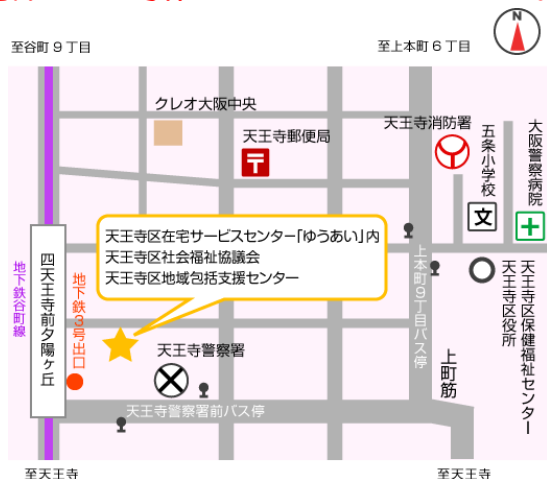 至谷町9丁目
至上本町6丁目
N
クレオ大阪中央
天王寺郵便局
天王寺消防署
五条小学校
大阪警察病院
文
天王寺区在宅サービスセンター「ゆうあい」内
天王寺区社会福祉協議会
天王寺区地域包括支援センター
地下鉄谷町線
四天王寺前夕陽ヶ丘
地下鉄3号出口
上本町9丁目バス停
天王寺区保健福祉センター
天王寺区役所
天王寺警察署
上町筋
天王寺警察署前バス停
至天王寺
至天王寺